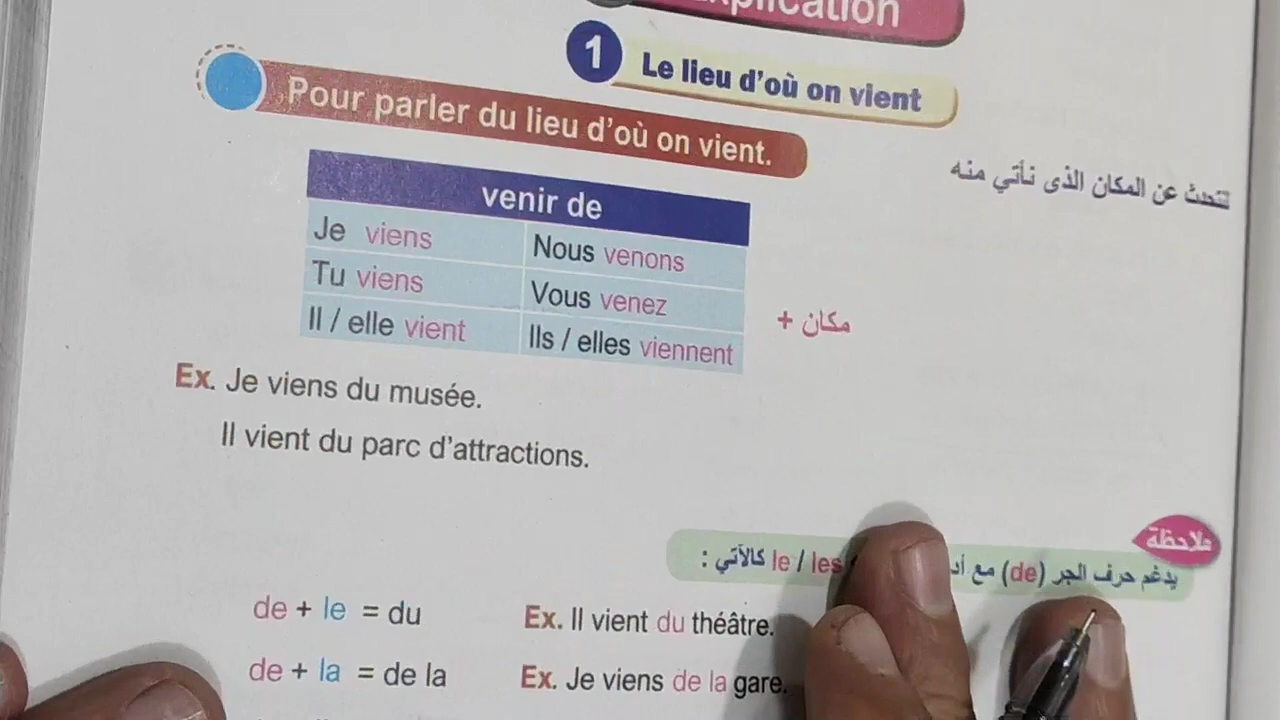 Explication
1 Le lieu d'où on vient
Pour parler du lieu d'où on vient.
لنتحدث عن المكان الذى نأتي منه
venir de
Je viens Nous venons
Tu viens Vous venez
Il / elle vient Ils / elles viennent
+ مكان
Ex. Je viens du musée.
Il vient du parc d'attractions.
ملاحظة
يدغم حرف الجر (de) مع le / les كالآتي :
de + le = du Ex. Il vient du théâtre.
de + la = de la Ex. Je viens de la gare.